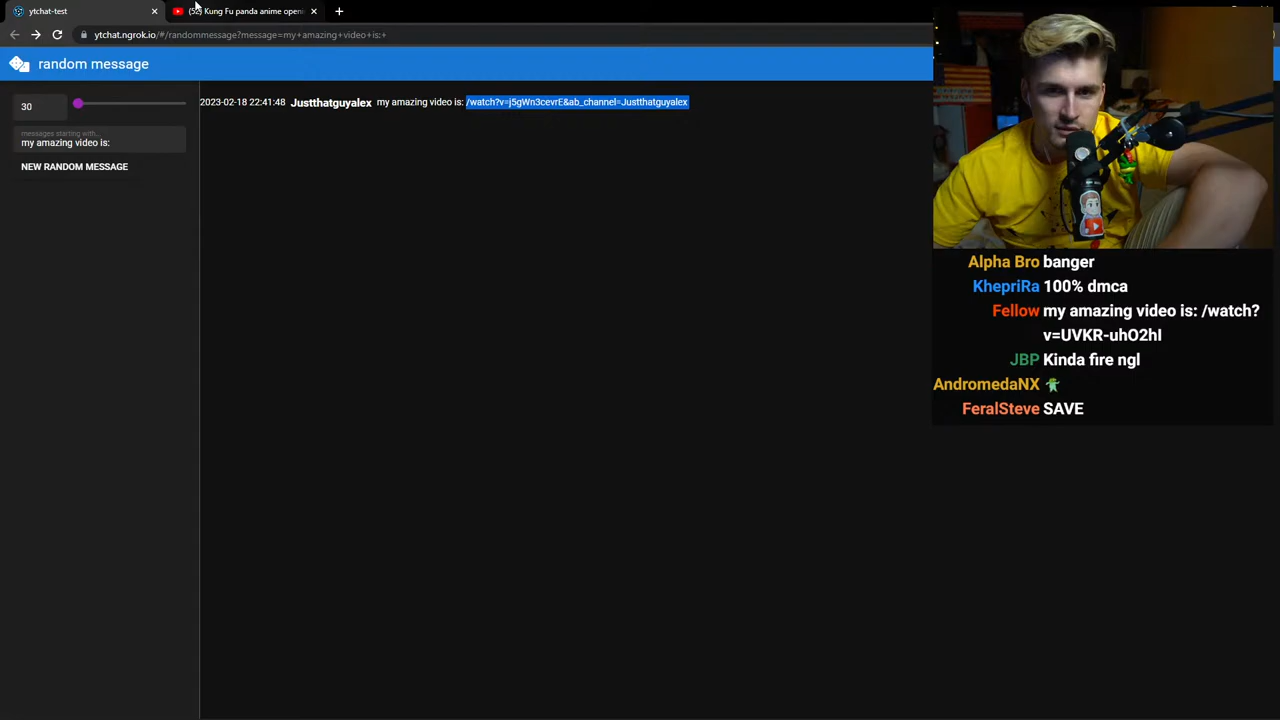 ytchat-test
(52) Kung Fu panda anime openi
ytchat.ngrok.io/#/randommessage?message=my+amazing+video+is:+
random message
30
2023-02-18 22:41:48 Justthatguyalex my amazing video is: /watch?v=j5gWn3cevrE&ab_channel=Justthatguyalex
messages starting with...
my amazing video is:
NEW RANDOM MESSAGE
Alpha Bro banger
KhepriRa 100% dmca
Fellow my amazing video is: /watch?
v=UVKR-uhO2hI
JBP Kinda fire ngl
AndromedaNX
FeralSteve SAVE